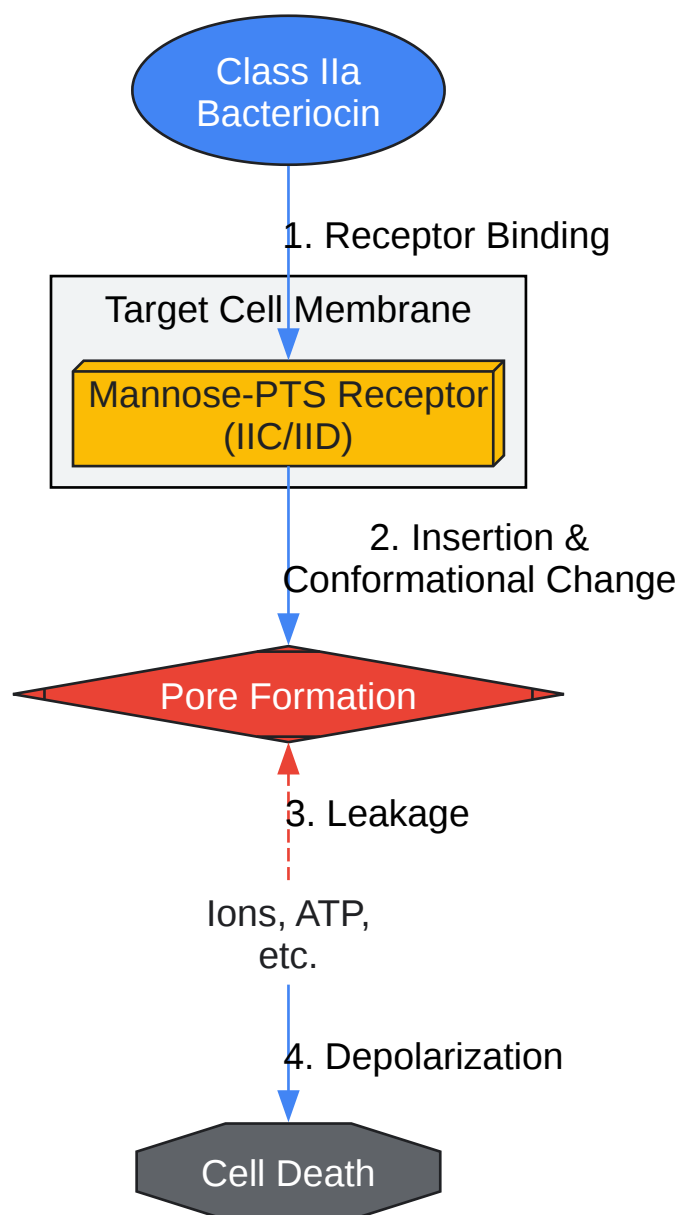 Class IIa
Bacteriocin
1. Receptor Binding
Target Cell Membrane
Mannose-PTS Receptor
(IIC/IID)
2. Insertion &
Conformational Change
Pore Formation
3. Leakage
Ions, ATP,
etc.
4. Depolarization
Cell Death